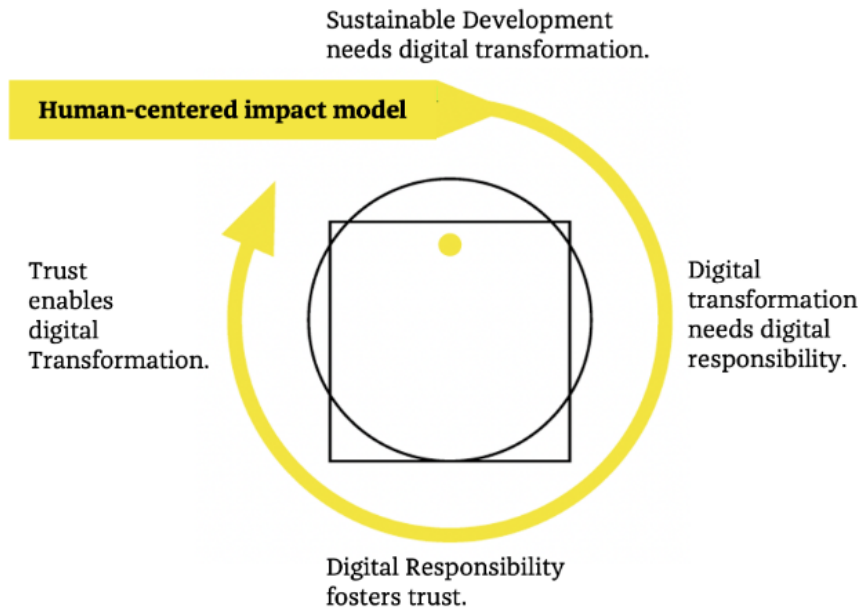 Sustainable Development
needs digital transformation.
Human-centered impact model
Digital
transformation
needs digital
responsibility.
Digital Responsibility
fosters trust.
Trust
enables
digital
Transformation.